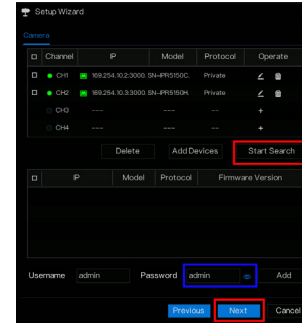 Setup Wizard
Camera
Channel IP Model Protocol Operate
CH1 169.254.10.2:3000. SN-IPR5150C. Private
CH2 169.254.10.3:3000. SN-IPR5150H. Private
CH3 --- --- --- +
CH4 --- --- --- +
Delete Add Devices Start Search
IP Model Protocol Firmware Version
Username admin Password admin Add
Previous Next Cancel